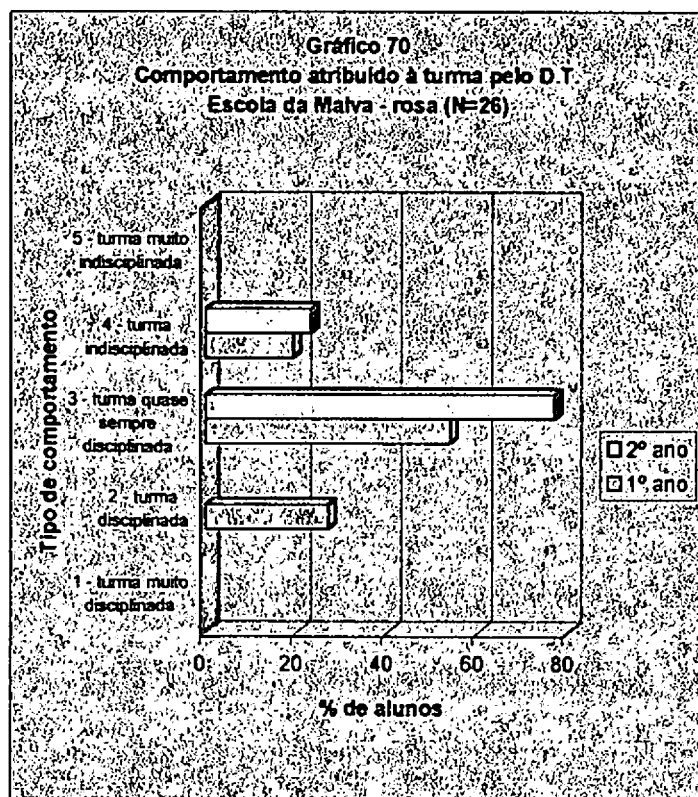 Gráfico 70
Comportamento atribuido à turma pelo D.T.
Escola da Malva - rosa (N=26)
Tipo de comportamento
5 - turma muito
indisciplinada
4 - turma
indisciplinada
3 - turma quase
sempre
disciplinada
2 - turma
disciplinada
1 - turma muito
disciplinada
0 20 40 60 80
% de alunos
2º ano
1º ano